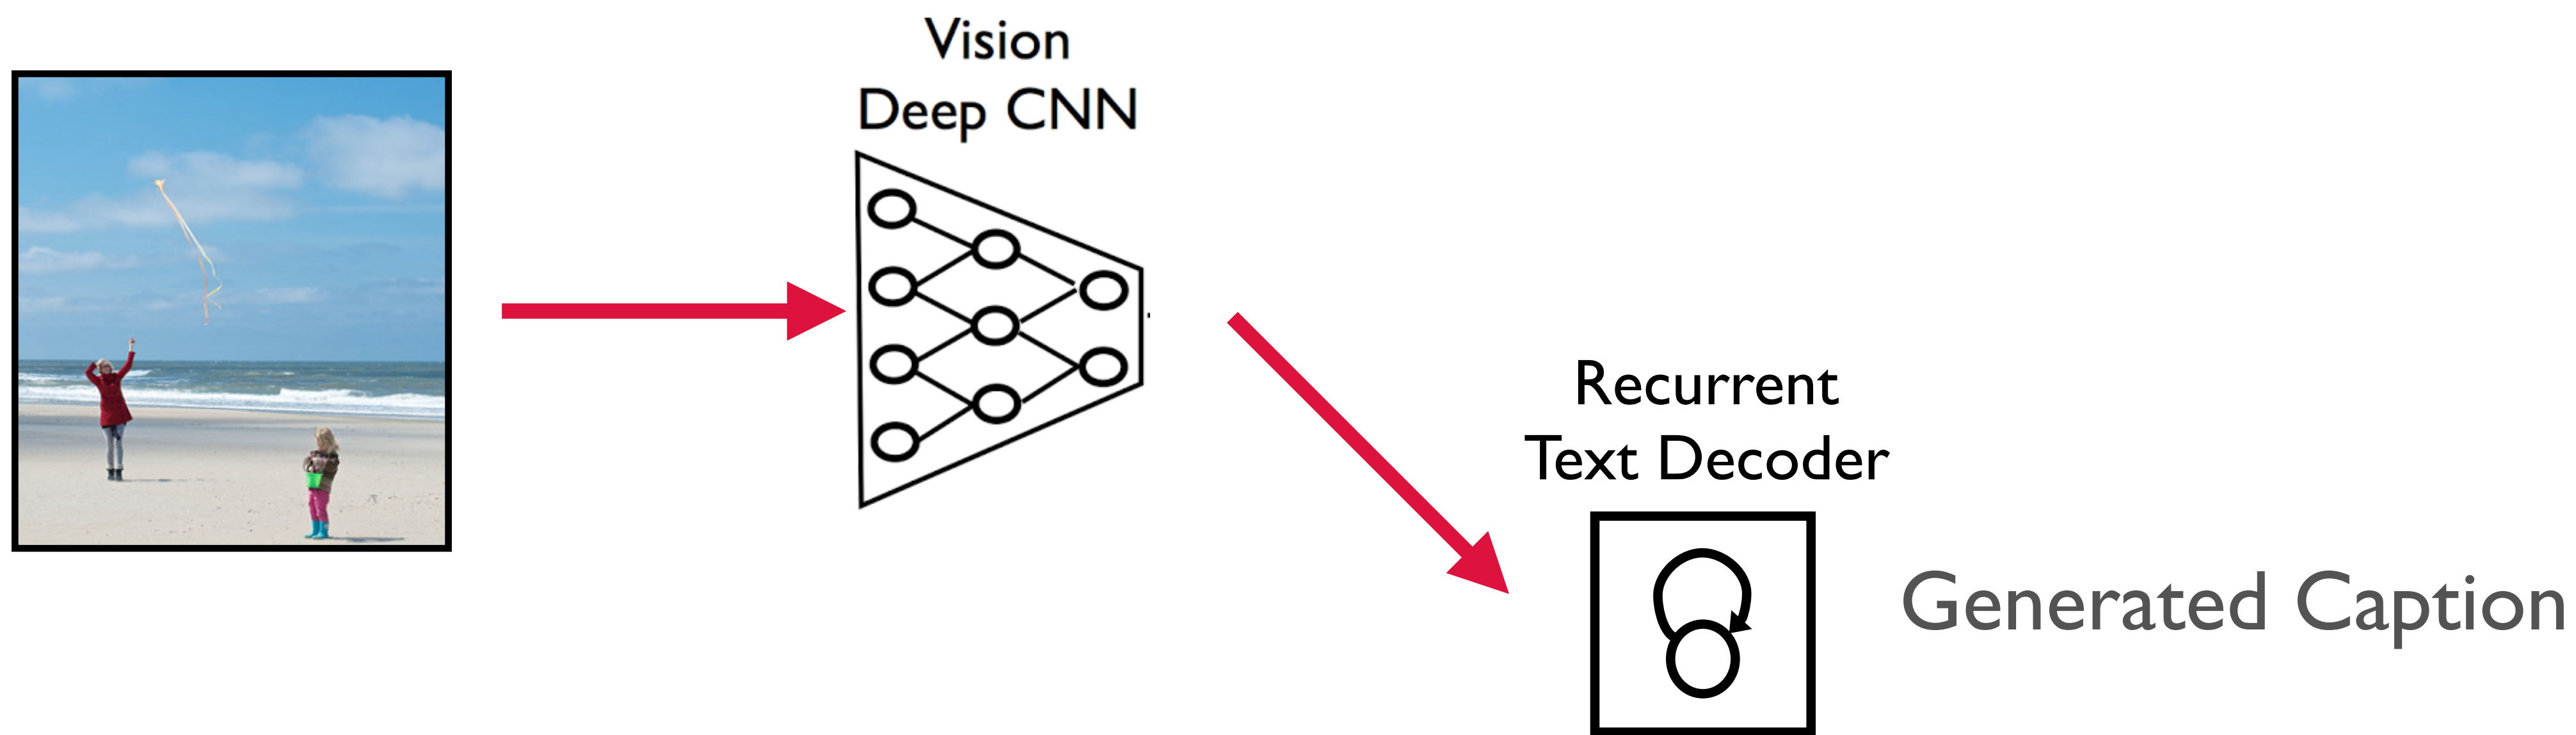 Vision
Deep CNN
Recurrent
Text Decoder
Generated Caption